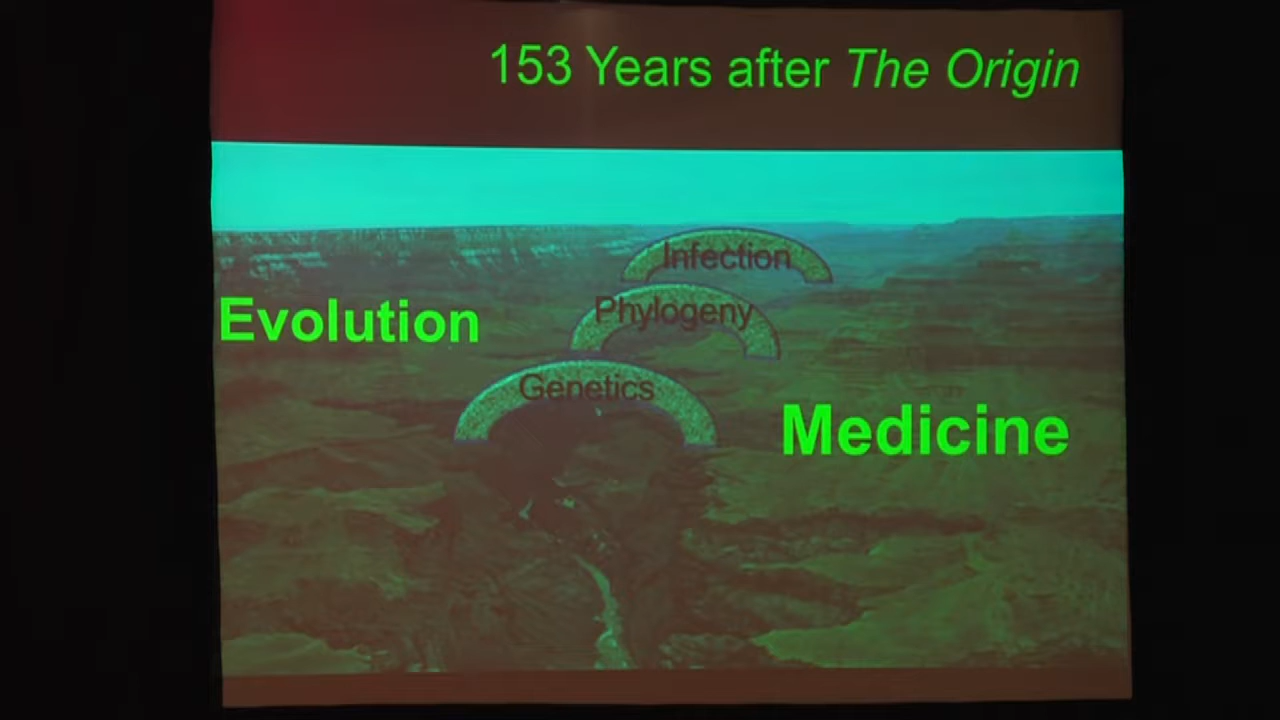 153 Years after The Origin
Infection
Phylogeny
Evolution
Genetics
Medicine